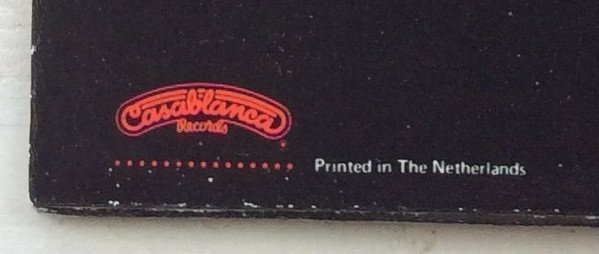 Casablanca
Records
Printed in The Netherlands